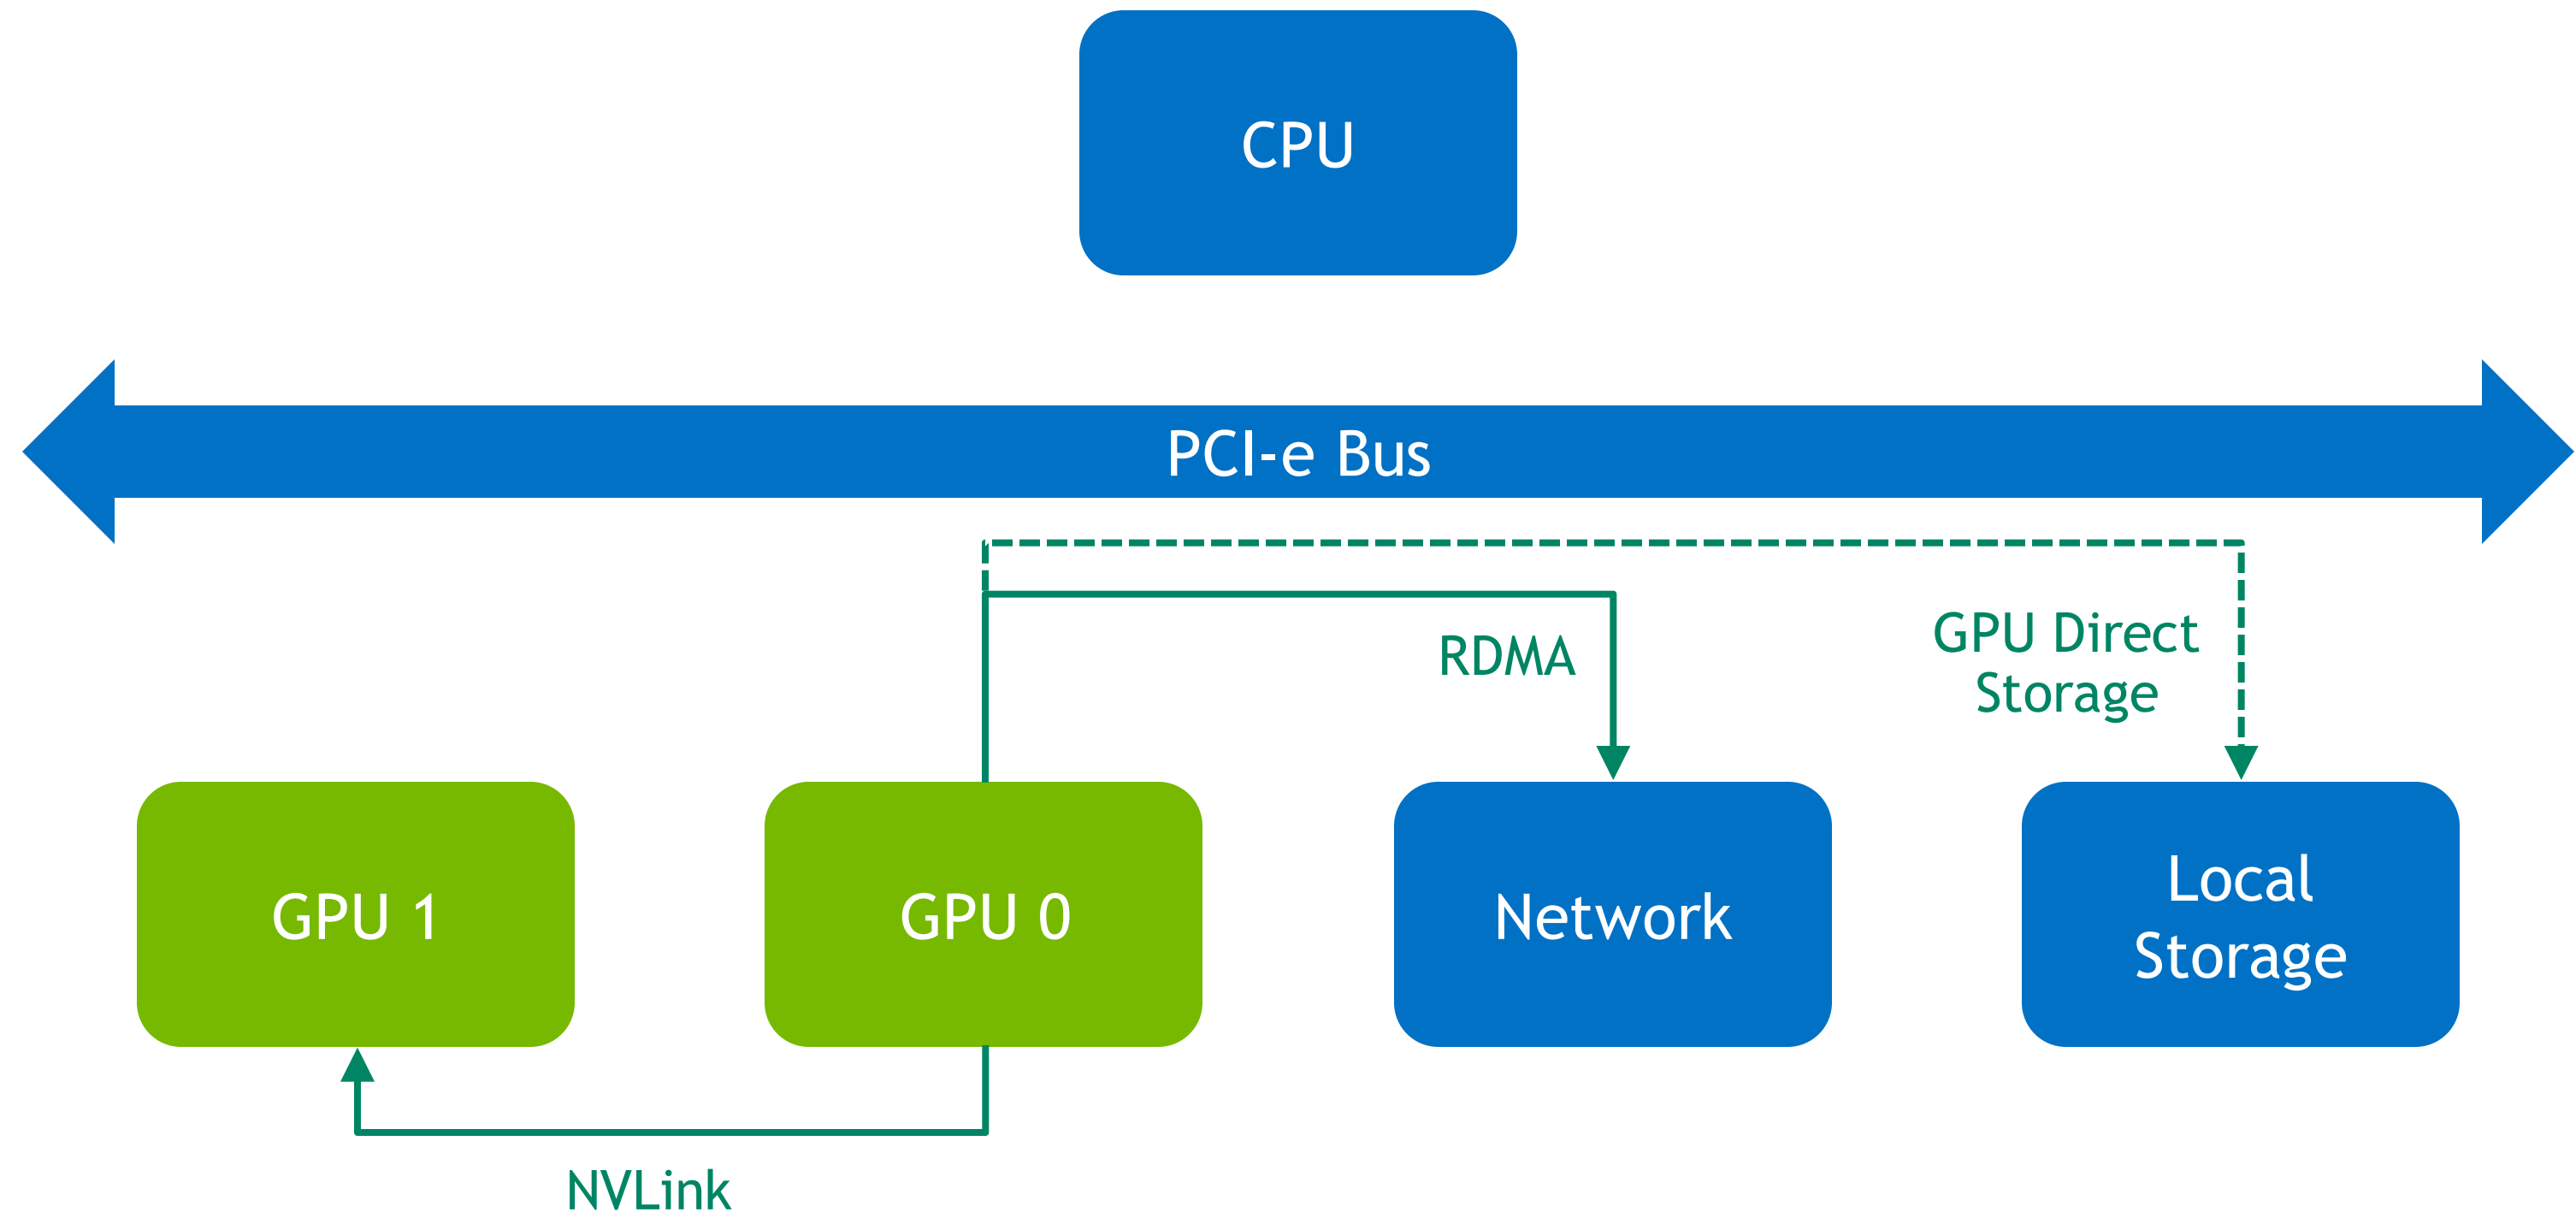 CPU
PCI-e Bus
RDMA
GPU Direct
Storage
GPU 1
GPU 0
Network
Local
Storage
NVLink